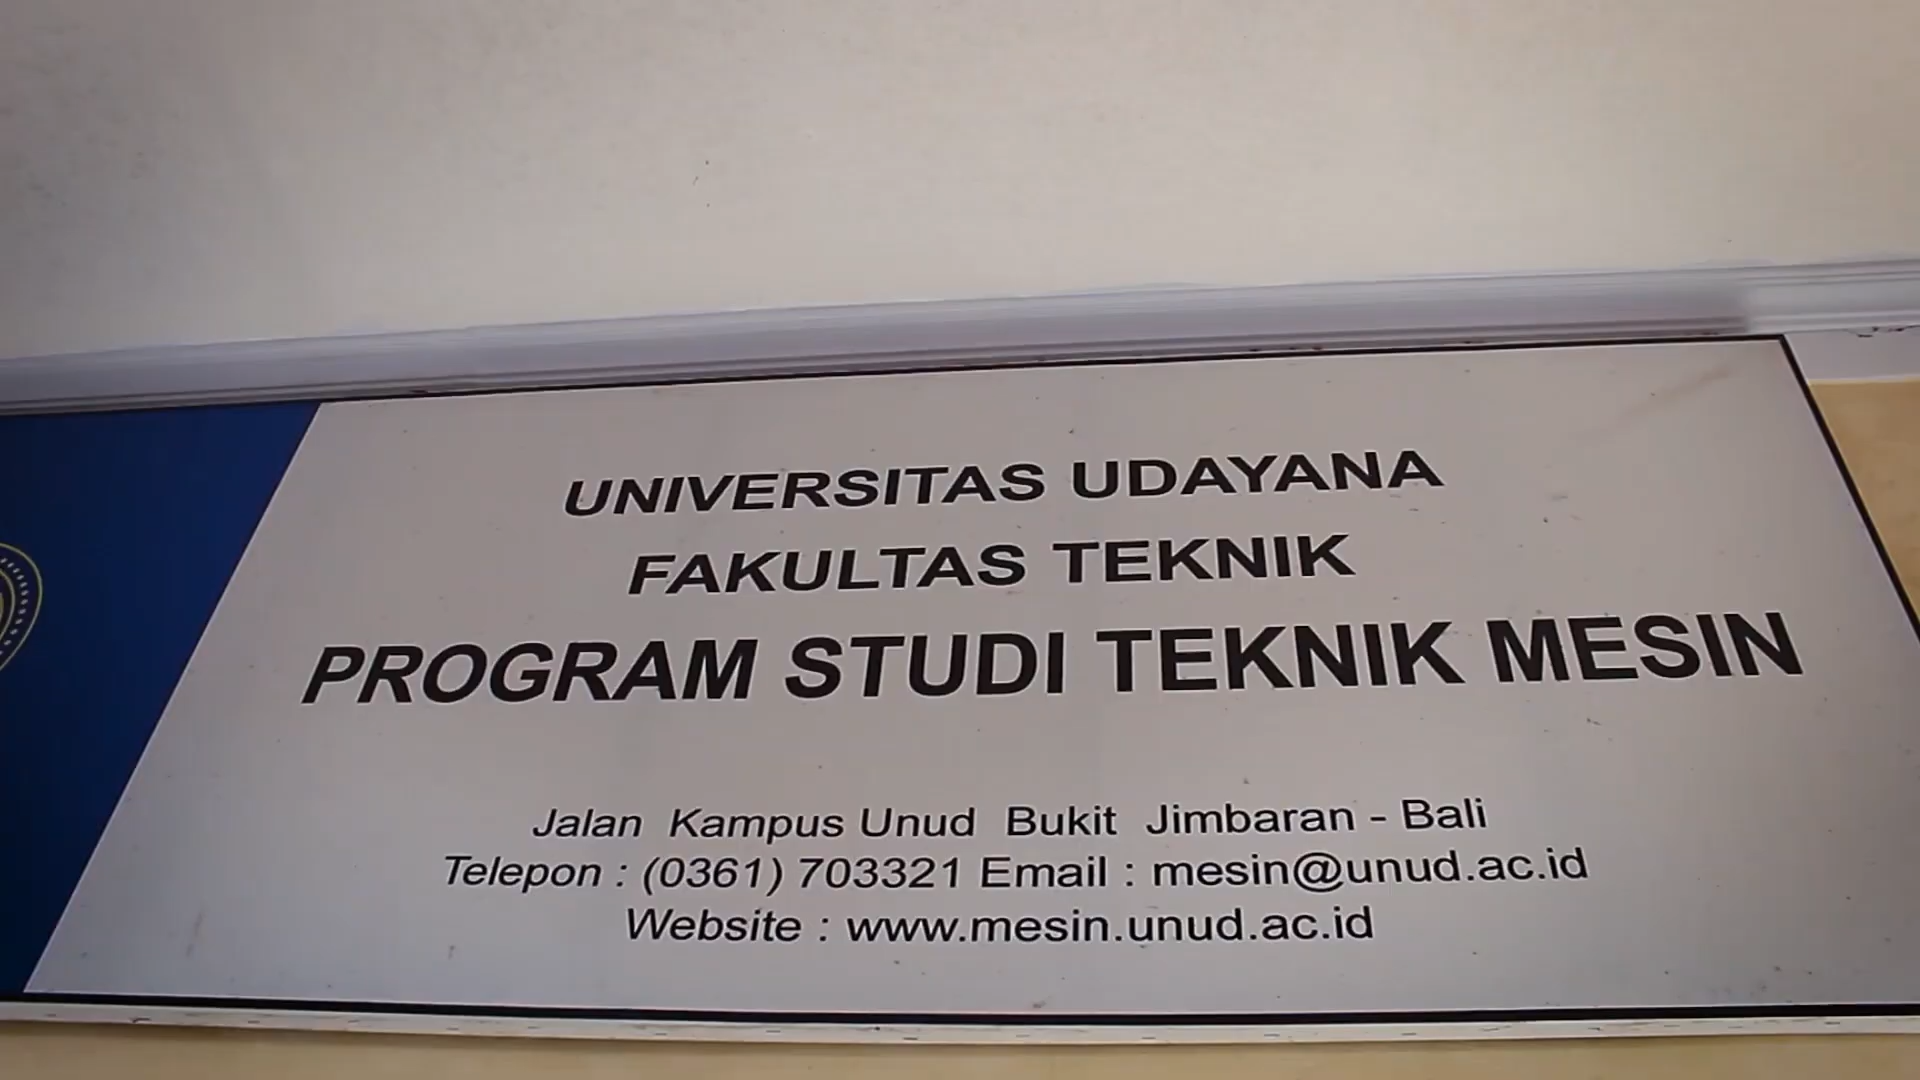 UNIVERSITAS UDAYANA
FAKULTAS TEKNIK
PROGRAM STUDI TEKNIK MESIN
Jalan Kampus Unud Bukit Jimbaran - Bali
Telepon : (0361) 703321 Email : mesin@unud.ac.id
Website : www.mesin.unud.ac.id